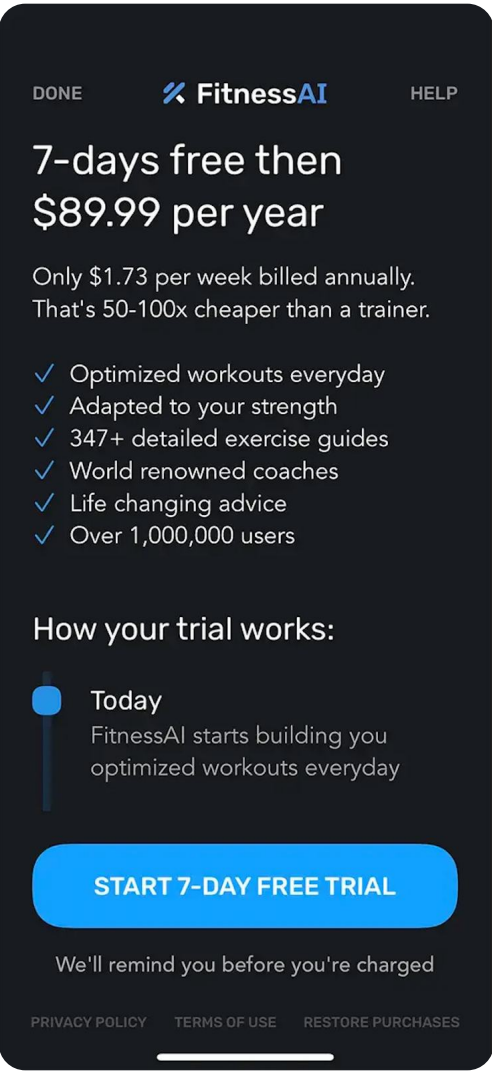 DONE FitnessAI HELP
7-days free then
$89.99 per year
Only $1.73 per week billed annually.
That's 50-100x cheaper than a trainer.
Optimized workouts everyday
Adapted to your strength
347+ detailed exercise guides
World renowned coaches
Life changing advice
Over 1,000,000 users
How your trial works:
Today
FitnessAI starts building you
optimized workouts everyday
START 7-DAY FREE TRIAL
We'll remind you before you're charged
PRIVACY POLICY TERMS OF USE RESTORE PURCHASES